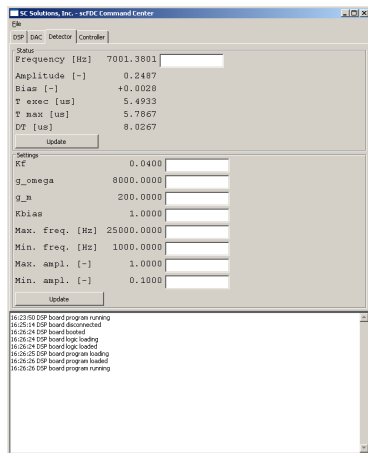 SC Solutions, Inc. - scFDC Command Center
File
DSP DAC Detector Controller
Status
Frequency [Hz] 7001.3801
Amplitude [-] 0.2487
Bias [-] +0.0028
T exec [us] 5.4933
T max [us] 5.7867
DT [us] 8.0267
Update
Settings
Kf 0.0400
g_omega 8000.0000
g_m 200.0000
Kbias 1.0000
Max. freq. [Hz] 25000.0000
Min. freq. [Hz] 1000.0000
Max. ampl. [-] 1.0000
Min. ampl. [-] 0.1000
Update
16:23:50 DSP board program running
16:25:14 DSP board disconnected
16:26:24 DSP board booted
16:26:24 DSP board logic loading
16:26:24 DSP board logic loaded
16:26:25 DSP board program loading
16:26:26 DSP board program loaded
16:26:26 DSP board program running